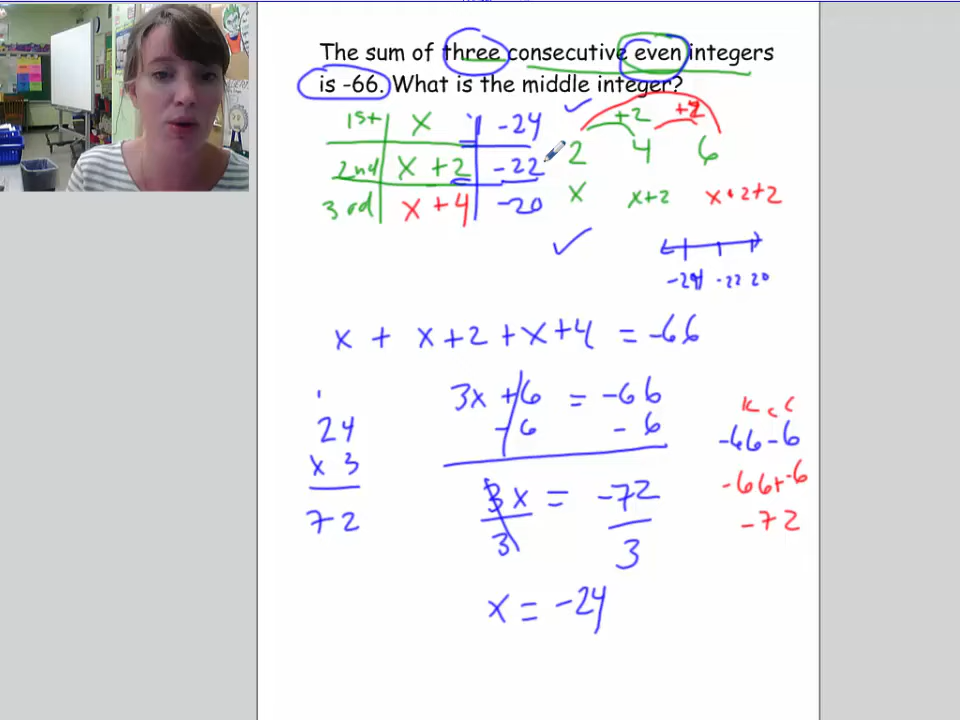 The sum of three consecutive even integers
is -66. What is the middle integer?
1st x -24
2nd x + 2 -22
3rd x + 4 -20
+2 +2
2 4 6
x x+2 x+2+2
-24 -22 20
x + x+2 + x+4 = -66
3x + 6 = -66
- 6 - 6
3x = -72
3 3
x = -24
1
24
x 3
72
K C C
-66-6
-66+-6
-72